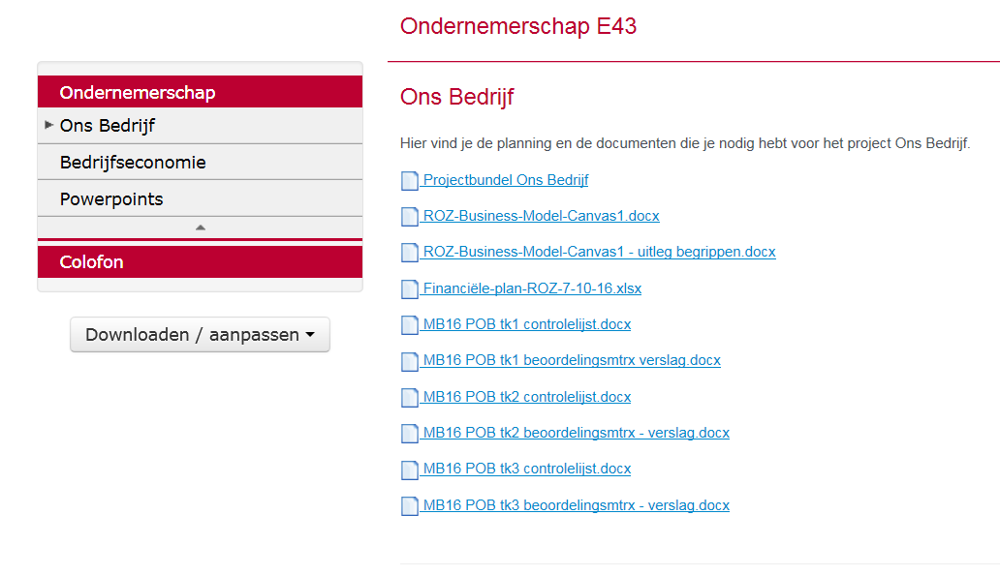 Ondernemerschap E43
Ondernemerschap
Ons Bedrijf
Bedrijfseconomie
Powerpoints
Colofon
Downloaden / aanpassen
Ons Bedrijf
Hier vind je de planning en de documenten die je nodig hebt voor het project Ons Bedrijf.
Projectbundel Ons Bedrijf
ROZ-Business-Model-Canvas1.docx
ROZ-Business-Model-Canvas1 - uitleg begrippen.docx
Financiële-plan-ROZ-7-10-16.xlsx
MB16 POB tk1 controlelijst.docx
MB16 POB tk1 beoordelingsmtrx verslag.docx
MB16 POB tk2 controlelijst.docx
MB16 POB tk2 beoordelingsmtrx - verslag.docx
MB16 POB tk3 controlelijst.docx
MB16 POB tk3 beoordelingsmtrx - verslag.docx